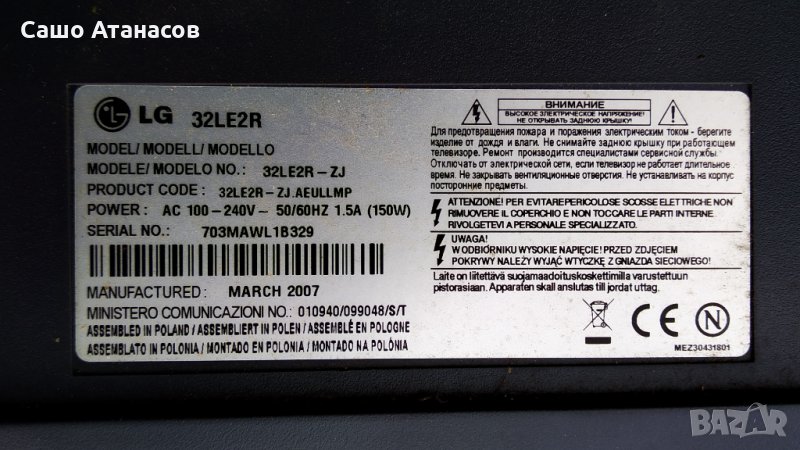 Сашо Атанасов
LG 32LE2R
MODEL/ MODELL/ MODELLO
MODELE/ MODELO NO.: 32LE2R-ZJ
PRODUCT CODE: 32LE2R-ZJ.AEULLMP
POWER: AC 100-240V~ 50/60HZ 1.5A (150W)
SERIAL NO.: 703MAWL1B329
MANUFACTURED: MARCH 2007
MINISTERO COMUNICAZIONI NO.: 010940/099048/S/T
ASSEMBLED IN POLAND / ASSEMBLIERT IN POLEN / ASSEMBLÉ EN POLOGNE
ASSEMBLATO IN POLONIA / MONTADO EN POLONIA / MONTADO NA POLÔNIA
ВНИМАНИЕ
ВЫСОКОЕ ЭЛЕКТРИЧЕСКОЕ НАПРЯЖЕНИЕ!
НЕ ОТКРЫВАТЬ ЗАДНЮЮ КРЫШКУ!
Для предотвращения пожара и поражения электрическим током - берегите
изделие от дождя и влаги. Не снимайте заднюю крышку при работающем
телевизоре. Ремонт производится специалистами сервисной службы.
Отключать от электрической сети, если телевизор не работает длительное
время. Не закрывать вентиляционные отверстия. Не устанавливать на корпус
посторонние предметы.
ATTENZIONE! PER EVITARE PERICOLOSE SCOSSE ELETTRICHE NON
RIMUOVERE IL COPERCHIO E NON TOCCARE LE PARTI INTERNE
RIVOLGETEVI A PERSONALE SPECIALIZZATO.
UWAGA!
W ODBIORNIKU WYSOKIE NAPIĘCIE! PRZED ZDJĘCIEM
POKRYWY NALEŻY WYJĄĆ WTYCZKĘ Z GNIAZDA SIECIOWEGO!
Laite on liitettävä suojamaadoituskoskettimilla varustettuun
pistorasiaan. Apparaten skall anslutas till jordat uttag.
CE N
MEZ30431801
BAZAR